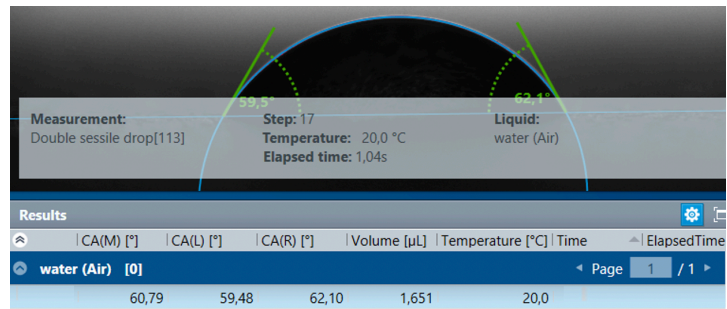 59,5°
62,1°
Measurement:
Double sessile drop[113]
Step: 17
Temperature: 20,0 °C
Elapsed time: 1,04s
Liquid:
water (Air)
Results
CA(M) [°] CA(L) [°] CA(R) [°] Volume [µL] Temperature [°C] Time ElapsedTime
water (Air) [0] Page 1 / 1
60,79 59,48 62,10 1,651 20,0